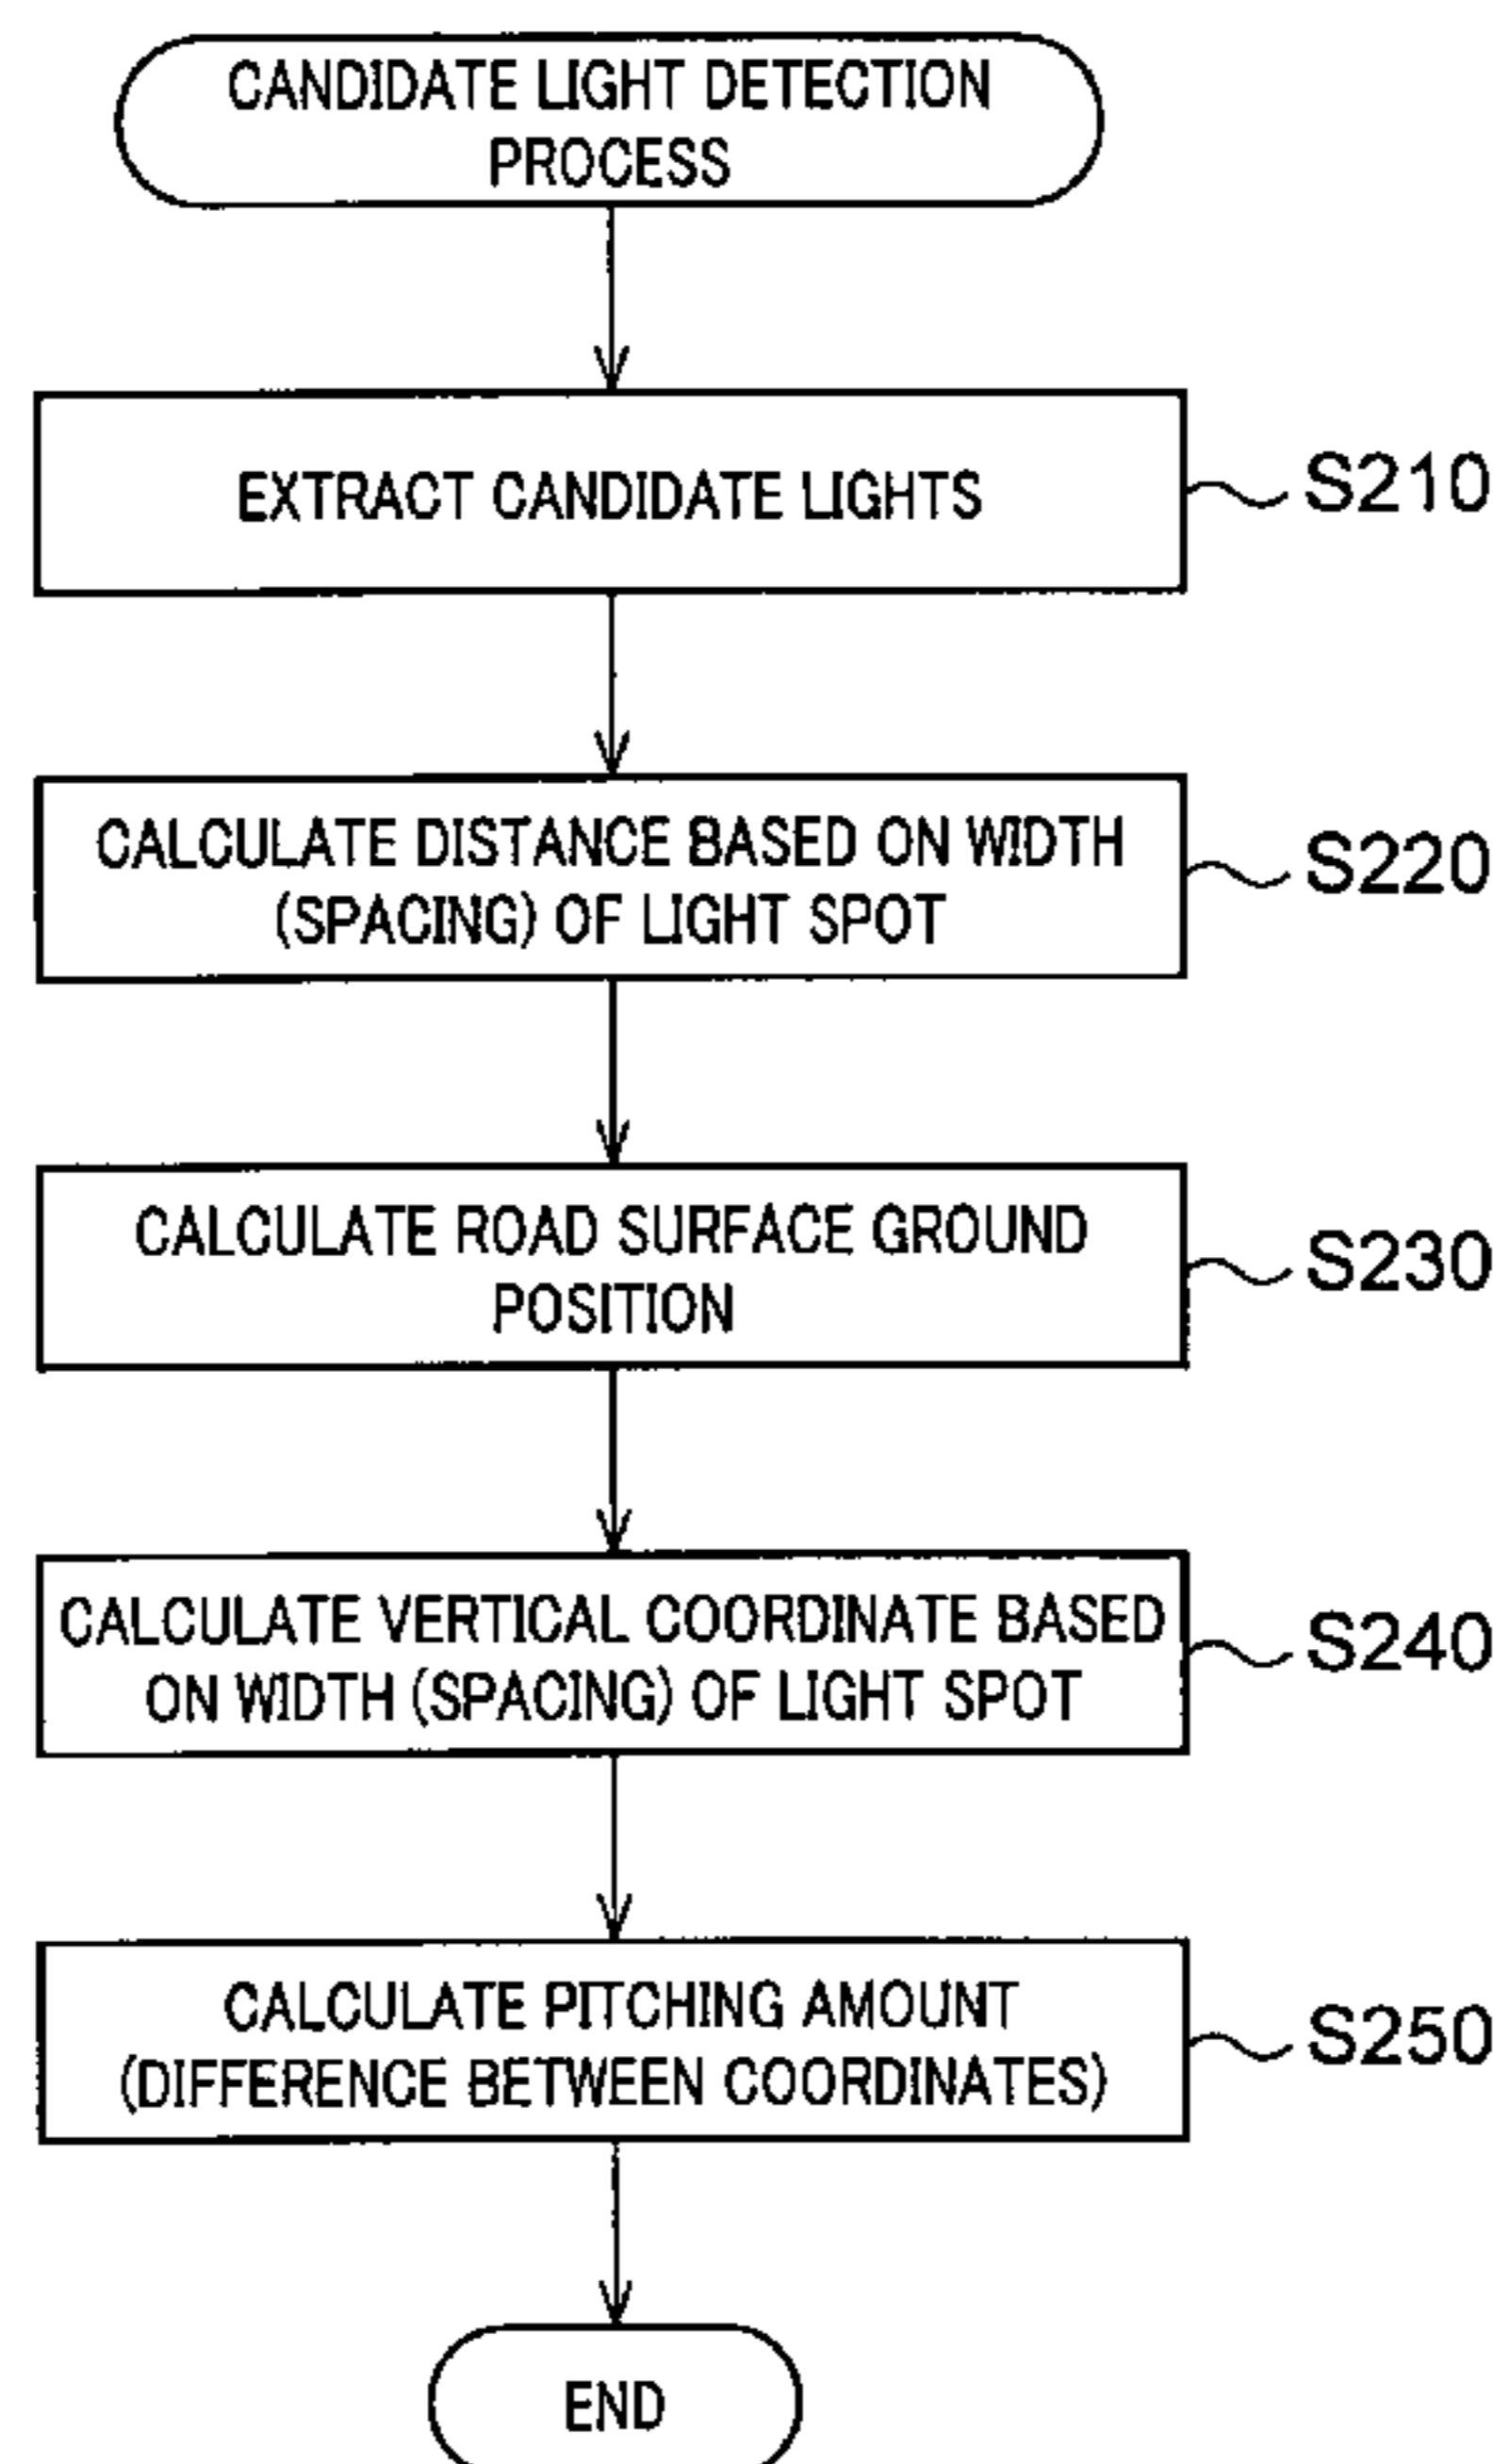 CANDIDATE LIGHT DETECTION
PROCESS
EXTRACT CANDIDATE LIGHTS
S210
CALCULATE DISTANCE BASED ON WIDTH
(SPACING) OF LIGHT SPOT
S220
CALCULATE ROAD SURFACE GROUND
POSITION
S230
CALCULATE VERTICAL COORDINATE BASED
ON WIDTH (SPACING) OF LIGHT SPOT
S240
CALCULATE PITCHING AMOUNT
(DIFFERENCE BETWEEN COORDINATES)
S250
END